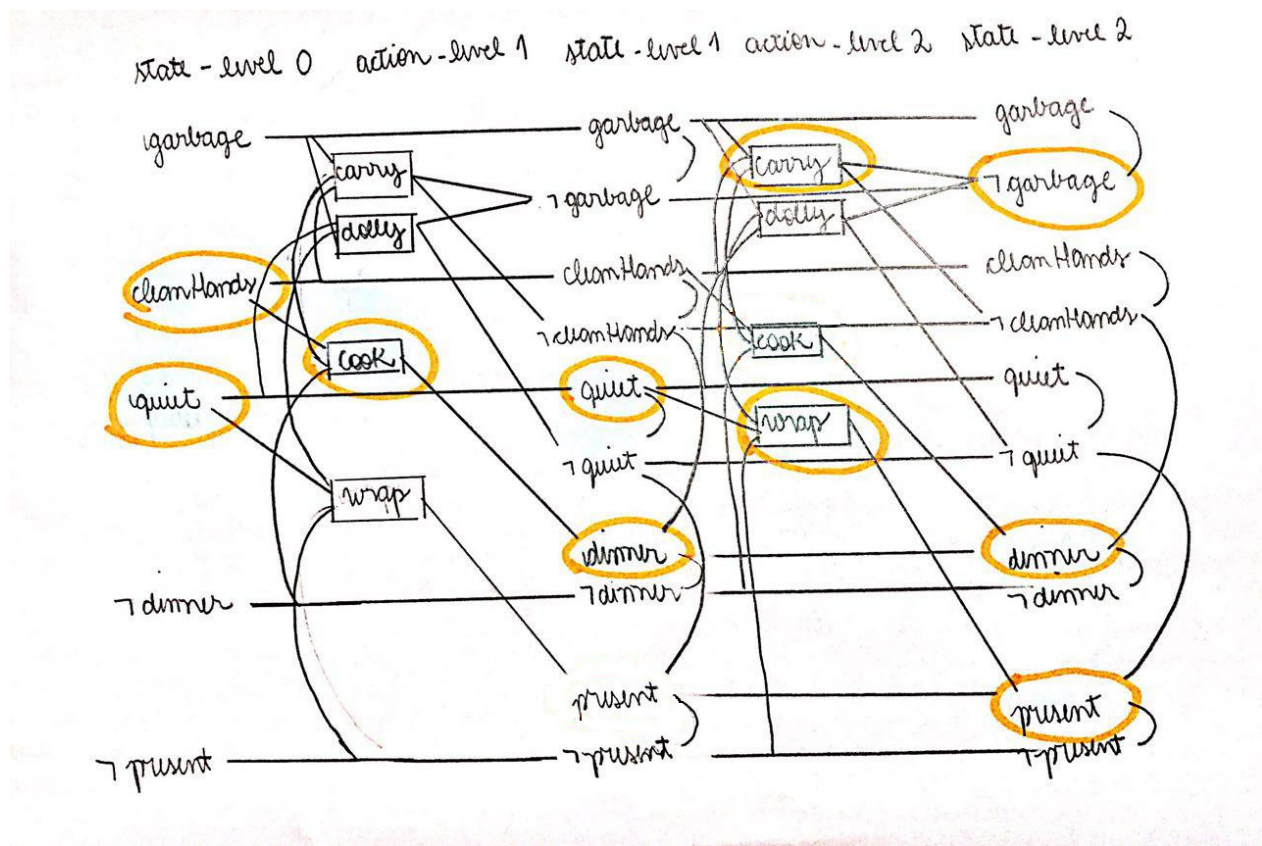 state-level 0 action-level 1 state-level 1 action-level 2 state-level 2
garbage garbage garbage
carry carry
¬garbage ¬garbage
dolly dolly
cleanHands cleanHands cleanHands
¬cleanHands ¬cleanHands
cook cook
quiet quiet quiet
wrap
¬quiet ¬quiet
wrap
dinner dinner
¬dinner ¬dinner ¬dinner
present present
¬present ¬present ¬present